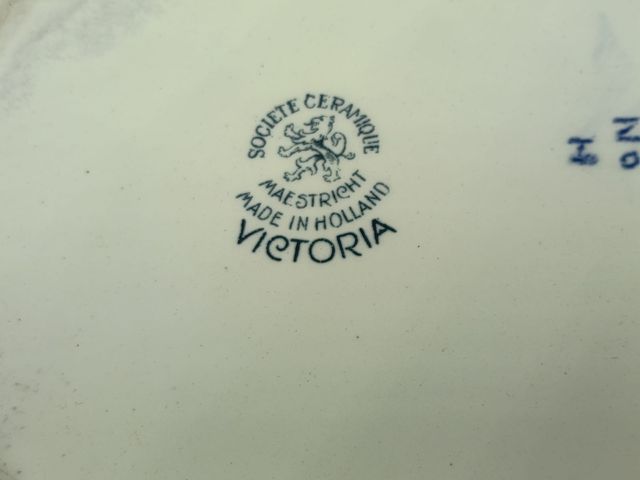 SOCIETE CERAMIQUE
MAESTRICHT
MADE IN HOLLAND
VICTORIA